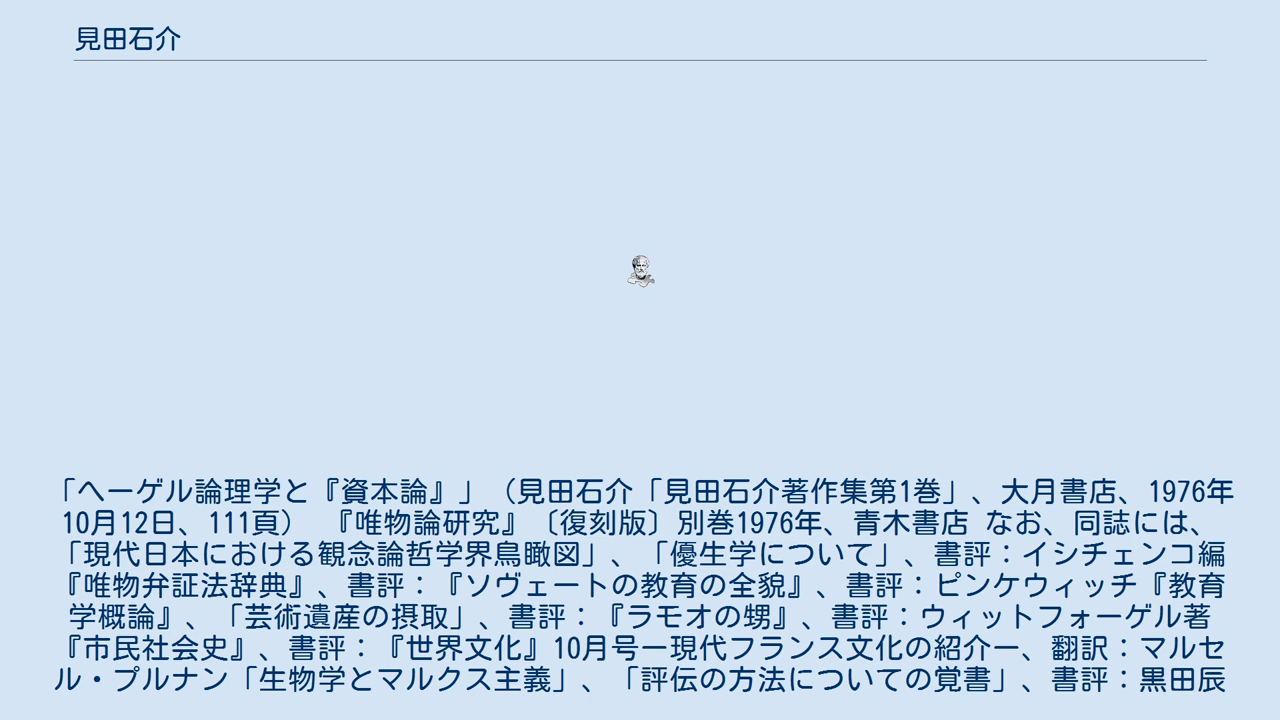 見田石介
「ヘーゲル論理学と『資本論』」（見田石介「見田石介著作集第1巻」、大月書店、1976年
10月12日、111頁）　『唯物論研究』〔復刻版〕別巻1976年、青木書店 なお、同誌には、
「現代日本における観念論哲学界鳥瞰図」、「優生学について」、書評：イシチェンコ編
『唯物弁証法辞典』、書評：『ソヴェートの教育の全貌』、書評：ピンケウィッチ『教育
学概論』、「芸術遺産の摂取」、書評：『ラモオの甥』、書評：ウィットフォーゲル著
『市民社会史』、書評：『世界文化』10月号ー現代フランス文化の紹介ー、翻訳：マルセ
ル・プルナン「生物学とマルクス主義」、「評伝の方法についての覚書」、書評：黒田辰